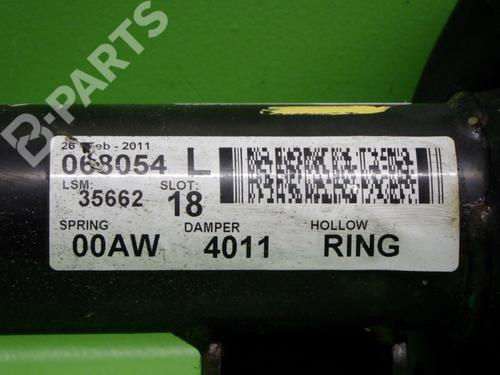 B-PARTS
26 Feb - 2011
068054 L
LSM: 35662 SLOT: 18
SPRING DAMPER HOLLOW
00AW 4011 RING